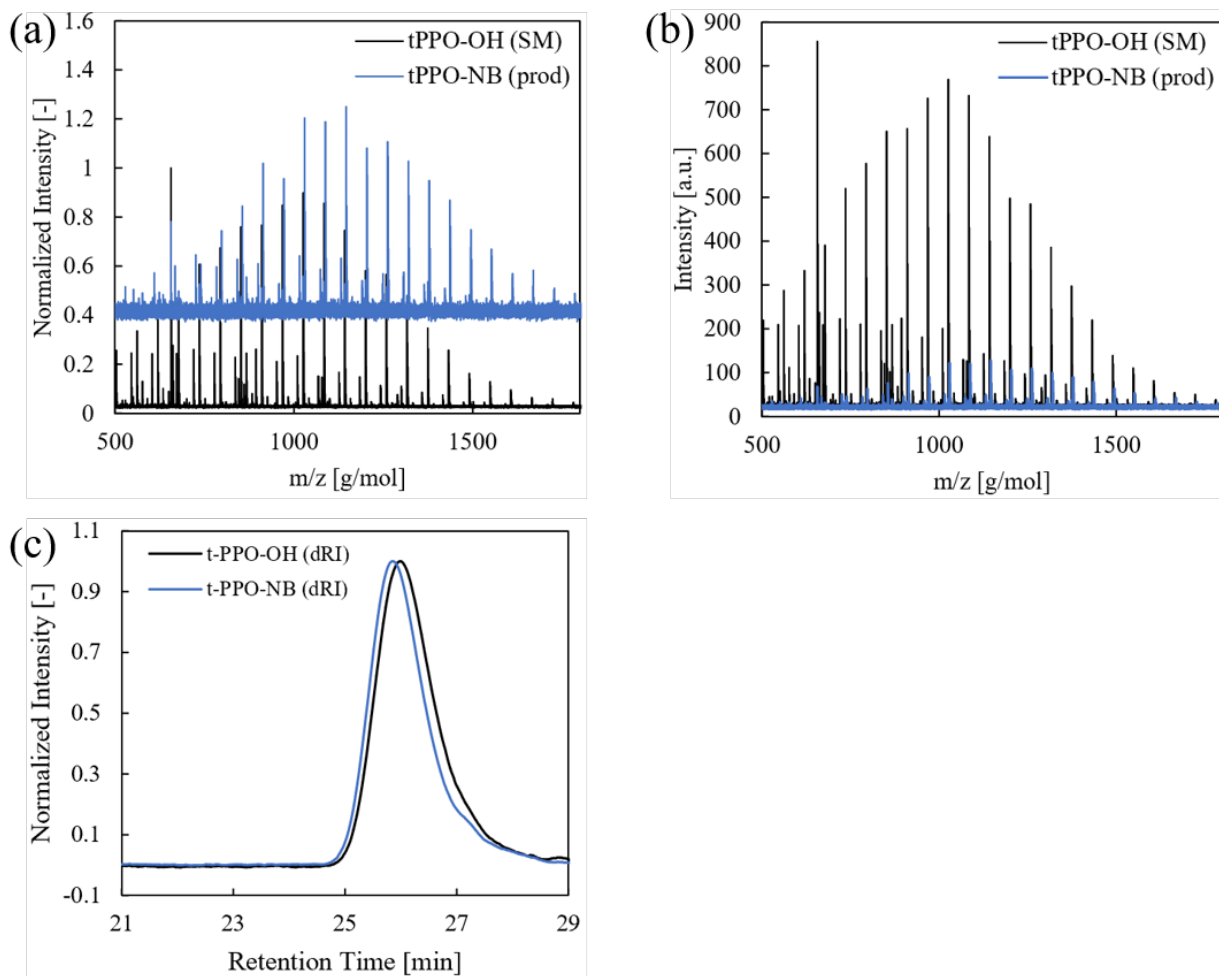 (a)
Normalized Intensity [-]
1.6
1.4
1.2
1
0.8
0.6
0.4
0.2
0
tPPO-OH (SM)
tPPO-NB (prod)
500
1000
1500
m/z [g/mol]
(b)
Intensity [a.u.]
900
800
700
600
500
400
300
200
100
0
tPPO-OH (SM)
tPPO-NB (prod)
500
1000
1500
m/z [g/mol]
(c)
Normalized Intensity [-]
1.1
0.9
0.7
0.5
0.3
0.1
-0.1
t-PPO-OH (dRI)
t-PPO-NB (dRI)
21
23
25
27
29
Retention Time [min]